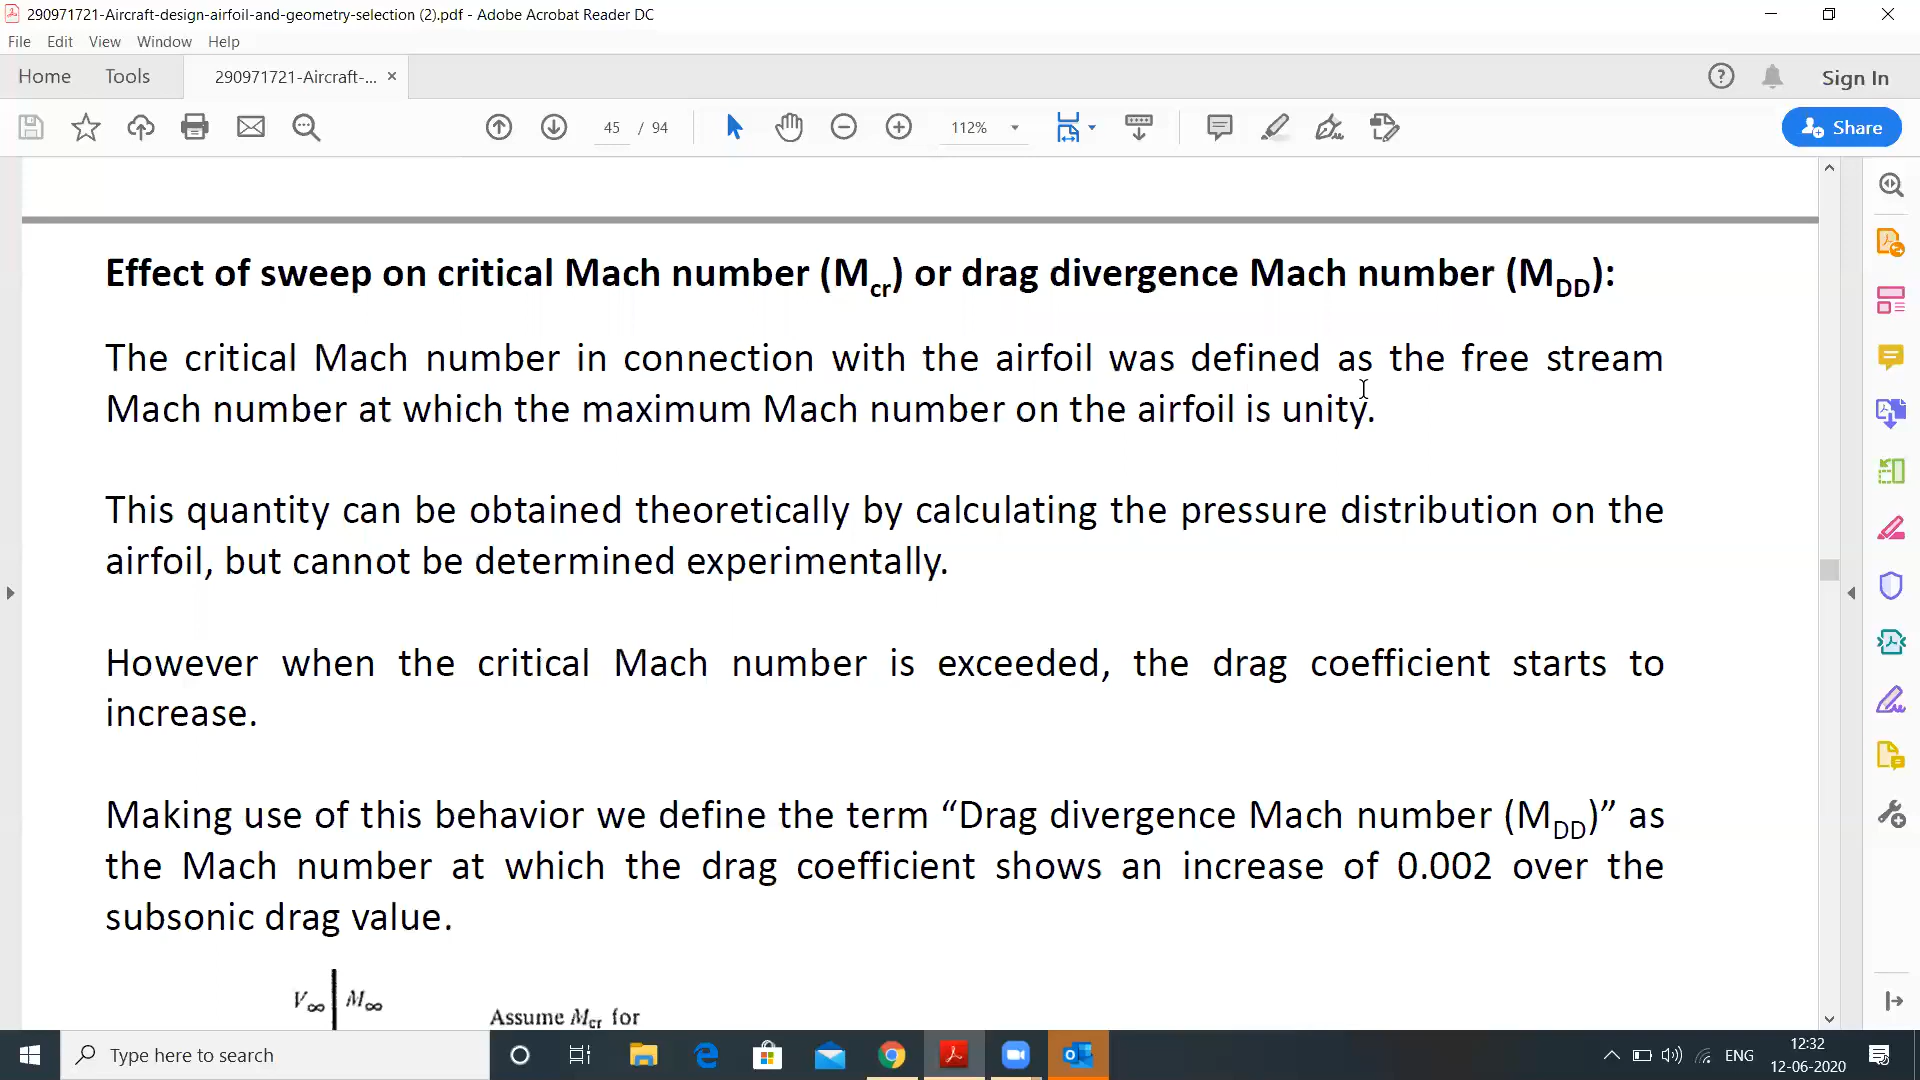 290971721-Aircraft-design-airfoil-and-geometry-selection (2).pdf - Adobe Acrobat Reader DC
File Edit View Window Help
Home Tools 290971721-Aircraft-... × Sign In
45 / 94 112% Share
Effect of sweep on critical Mach number (Mcr) or drag divergence Mach number (MDD):
The critical Mach number in connection with the airfoil was defined as the free stream
Mach number at which the maximum Mach number on the airfoil is unity.
This quantity can be obtained theoretically by calculating the pressure distribution on the
airfoil, but cannot be determined experimentally.
However when the critical Mach number is exceeded, the drag coefficient starts to
increase.
Making use of this behavior we define the term “Drag divergence Mach number (MDD)” as
the Mach number at which the drag coefficient shows an increase of 0.002 over the
subsonic drag value.
V∞ M∞
Assume Mcr for
Type here to search
ENG
12:32
12-06-2020